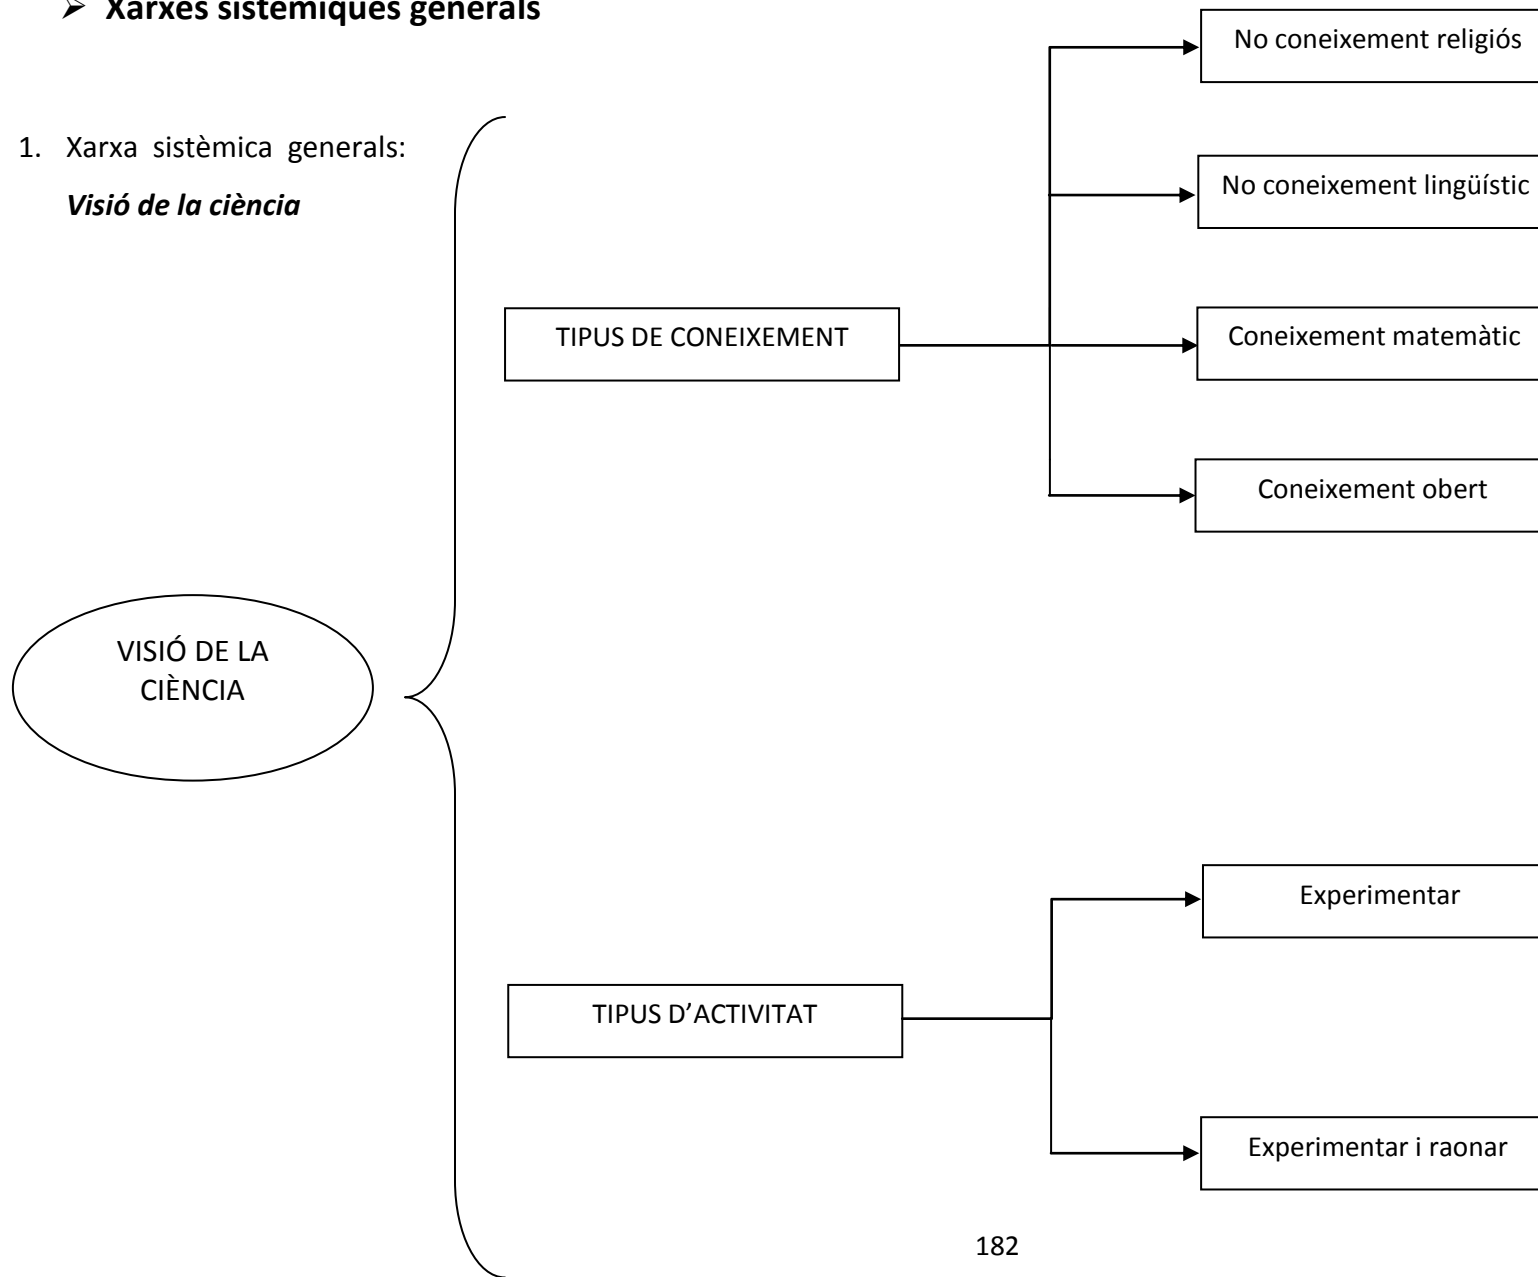 ➢ Xarxes sistèmiques generals
1. Xarxa sistèmica generals:
Visió de la ciència
No coneixement religiós
No coneixement lingüístic
TIPUS DE CONEIXEMENT
Coneixement matemàtic
Coneixement obert
VISIÓ DE LA
CIÈNCIA
Experimentar
TIPUS D’ACTIVITAT
Experimentar i raonar
182